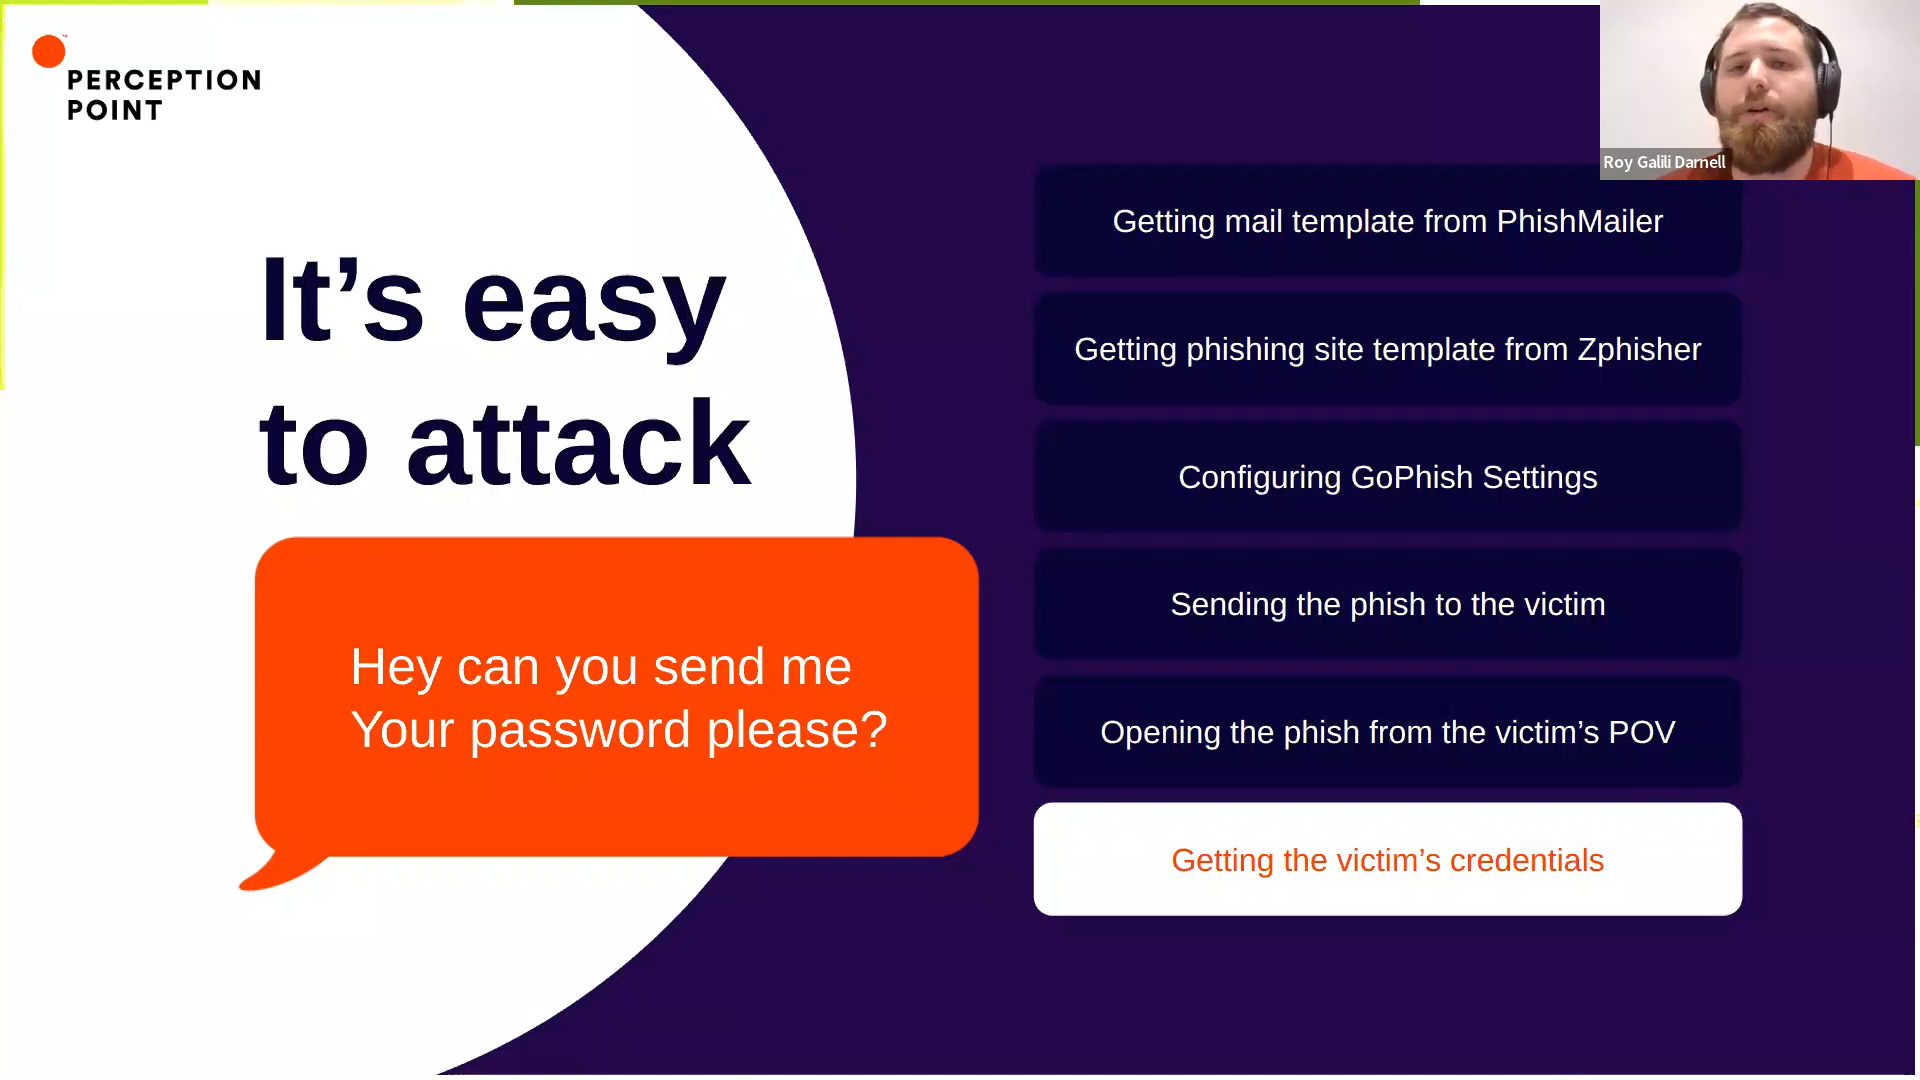 PERCEPTION
POINT
Roy Galili Darnell
It’s easy
to attack
Hey can you send me
Your password please?
Getting mail template from PhishMailer
Getting phishing site template from Zphisher
Configuring GoPhish Settings
Sending the phish to the victim
Opening the phish from the victim’s POV
Getting the victim’s credentials